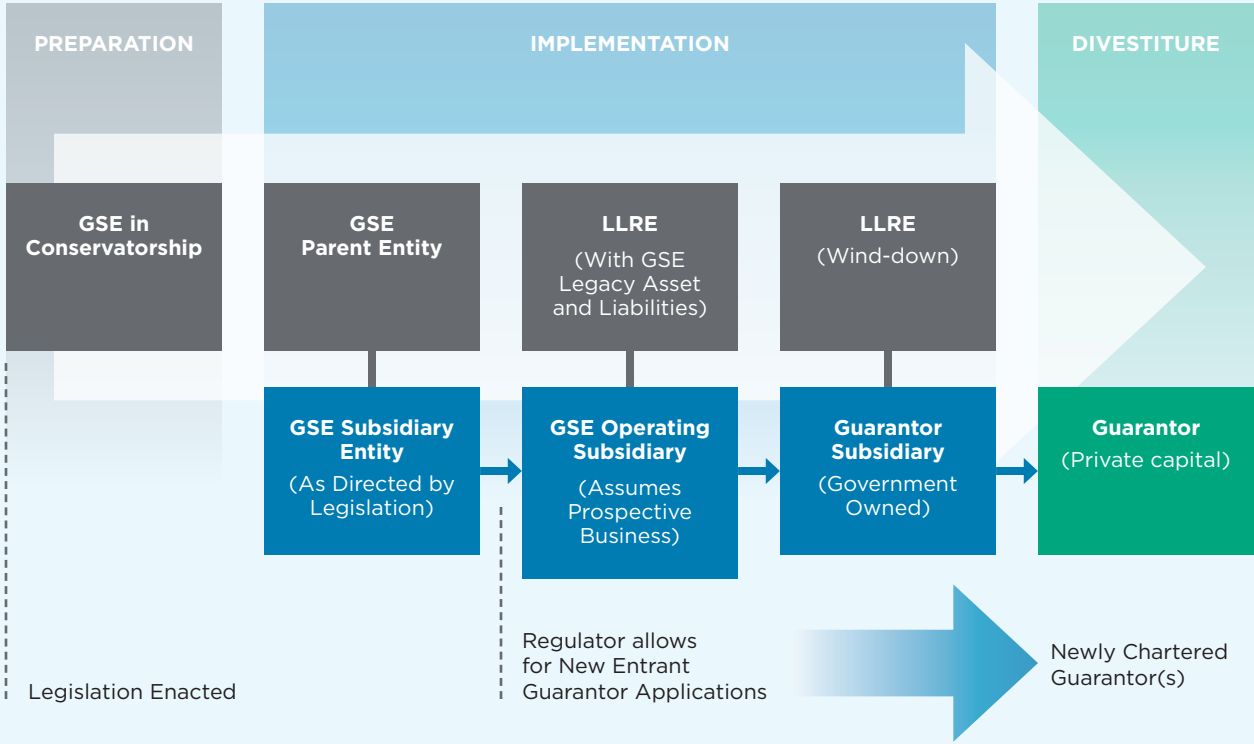 PREPARATION
IMPLEMENTATION
DIVESTITURE
GSE in
Conservatorship
GSE
Parent Entity
LLRE
(With GSE
Legacy Asset
and Liabilities)
LLRE
(Wind-down)
GSE Subsidiary
Entity
(As Directed by
Legislation)
GSE Operating
Subsidiary
(Assumes
Prospective
Business)
Guarantor
Subsidiary
(Government
Owned)
Guarantor
(Private capital)
Legislation Enacted
Regulator allows
for New Entrant
Guarantor Applications
Newly Chartered
Guarantor(s)